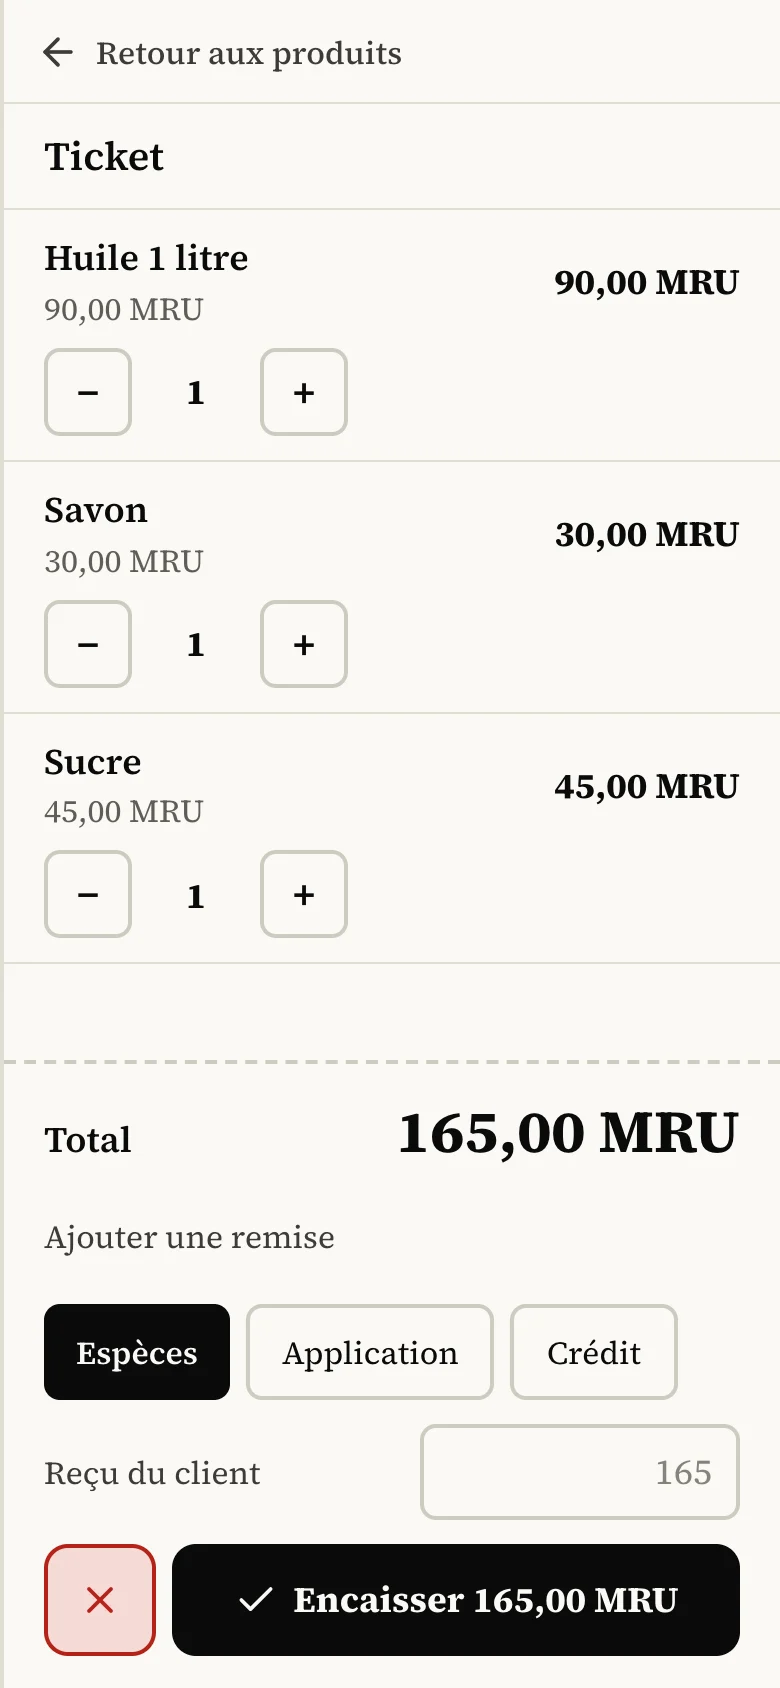 Retour aux produits
Ticket
Huile 1 litre
90,00 MRU
90,00 MRU
− 1 +
Savon
30,00 MRU
30,00 MRU
− 1 +
Sucre
45,00 MRU
45,00 MRU
− 1 +
Total 165,00 MRU
Ajouter une remise
Espèces Application Crédit
Reçu du client 165
Encaisser 165,00 MRU